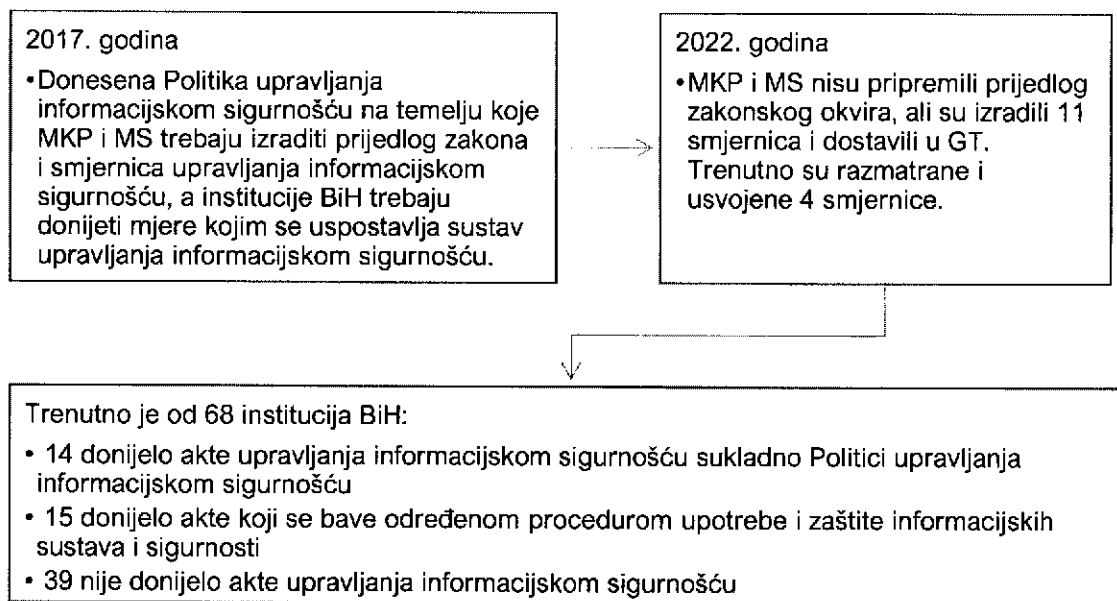 2017. godina
•Donesena Politika upravljanja
informacijskom sigurnošću na temelju koje
MKP i MS trebaju izraditi prijedlog zakona
i smjernica upravljanja informacijskom
sigurnošću, a institucije BiH trebaju
donijeti mjere kojim se uspostavlja sustav
upravljanja informacijskom sigurnošću.
2022. godina
•MKP i MS nisu pripremili prijedlog
zakonskog okvira, ali su izradili 11
smjernica i dostavili u GT.
Trenutno su razmatrane i
usvojene 4 smjernice.
Trenutno je od 68 institucija BiH:
• 14 donijelo akte upravljanja informacijskom sigurnošću sukladno Politici upravljanja
informacijskom sigurnošću
• 15 donijelo akte koji se bave određenom procedurom upotrebe i zaštite informacijskih
sustava i sigurnosti
• 39 nije donijelo akte upravljanja informacijskom sigurnošću